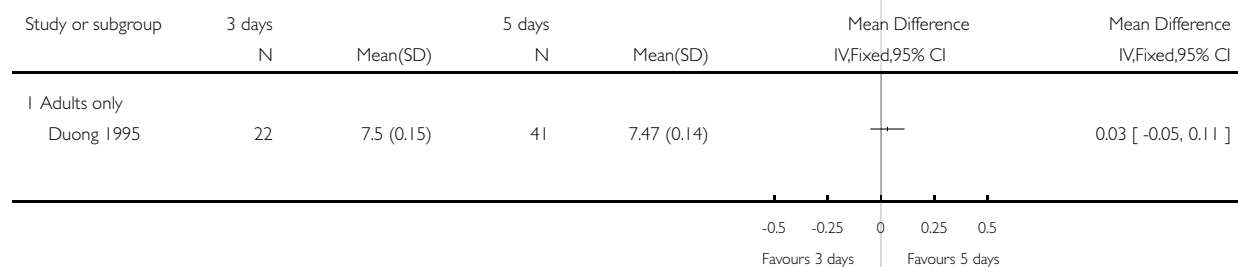 Study or subgroup 3 days 5 days Mean Difference Mean Difference
N Mean(SD) N Mean(SD) IV,Fixed,95% CI IV,Fixed,95% CI
1 Adults only
Duong 1995 22 7.5 (0.15) 41 7.47 (0.14) 0.03 [ -0.05, 0.11 ]
-0.5 -0.25 0 0.25 0.5
Favours 3 days Favours 5 days